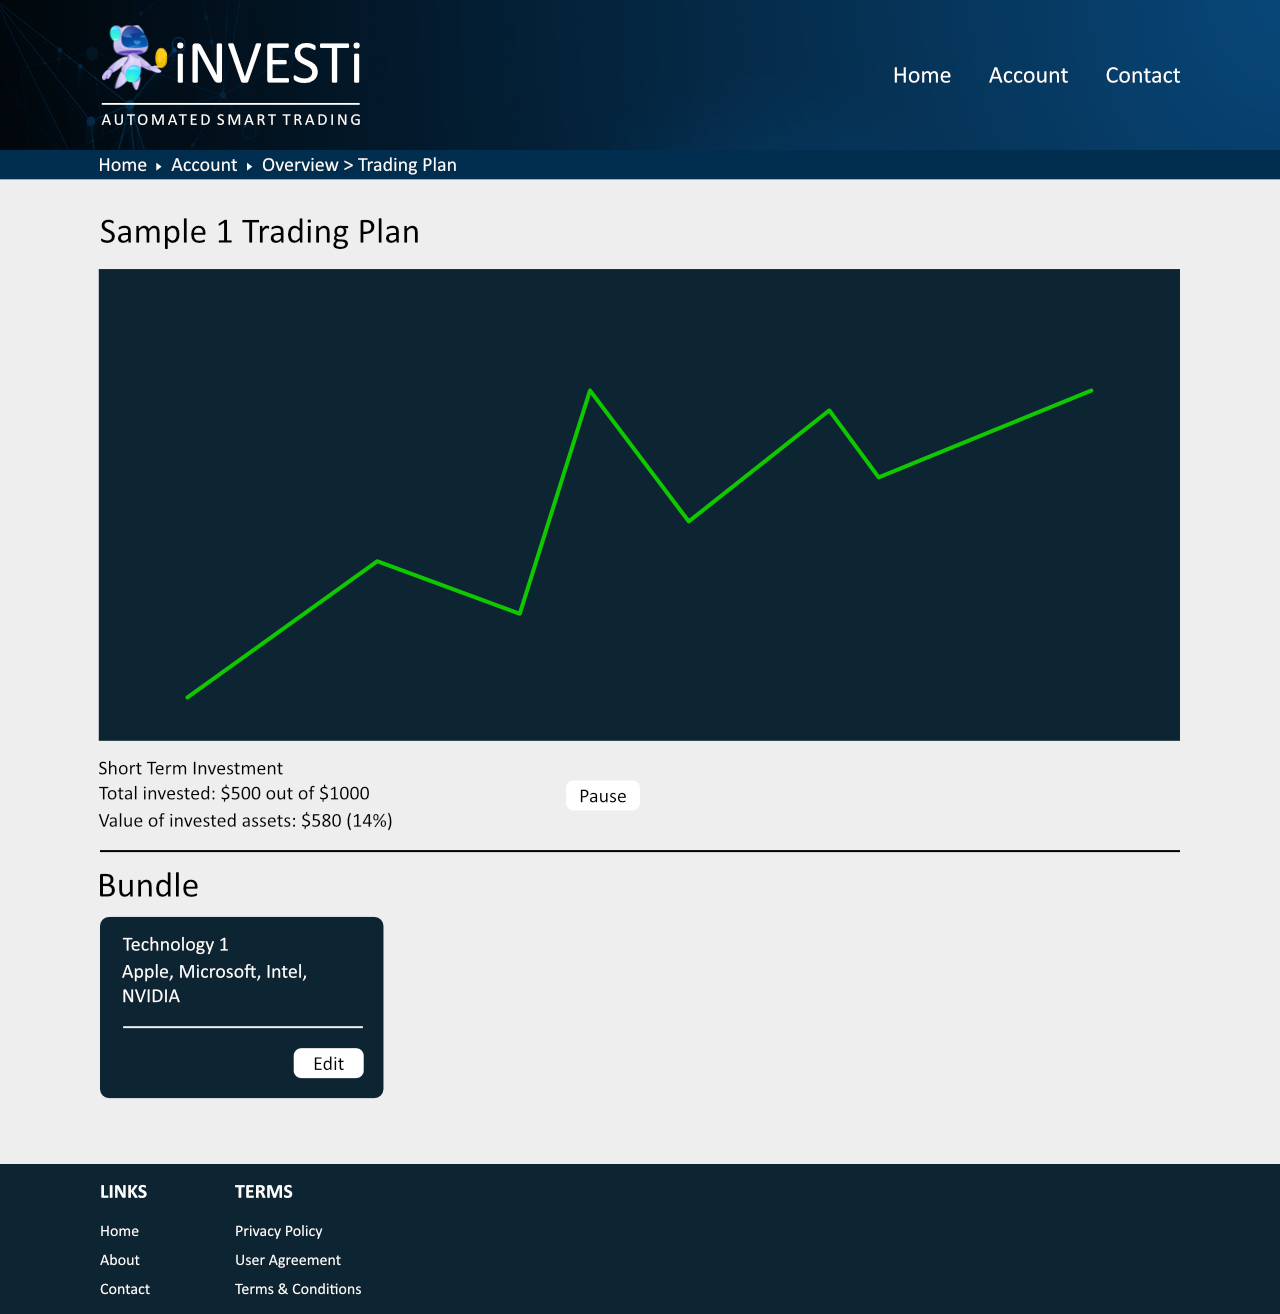 iNVESTi
AUTOMATED SMART TRADING
Home Account Contact
Home ▸ Account ▸ Overview > Trading Plan
Sample 1 Trading Plan
Short Term Investment
Total invested: $500 out of $1000
Value of invested assets: $580 (14%)
Pause
Bundle
Technology 1
Apple, Microsoft, Intel,
NVIDIA
Edit
LINKS
Home
About
Contact
TERMS
Privacy Policy
User Agreement
Terms & Conditions